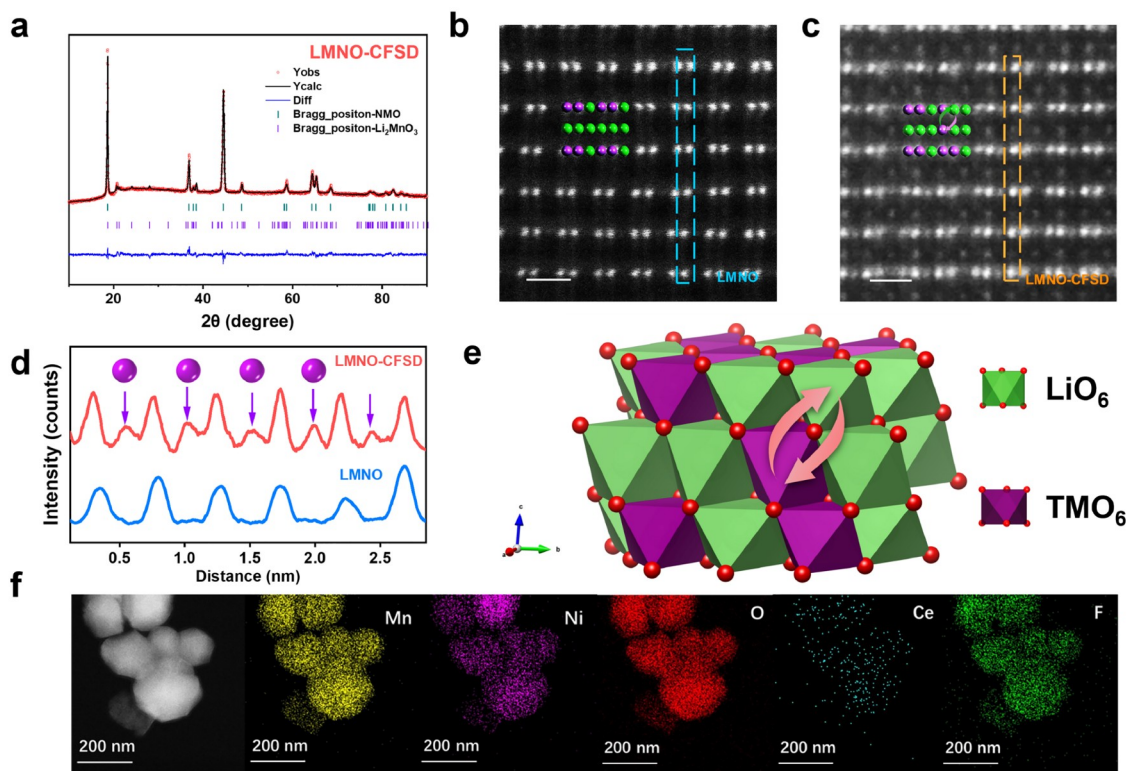 a
LMNO-CFSD
Yobs
Ycalc
Diff
Bragg_positon-NMO
Bragg_positon-Li₂MnO₃
20 40 60 80
2θ (degree)
b
LMNO
c
LMNO-CFSD
d
LMNO-CFSD
LMNO
Intensity (counts)
0.5 1.0 1.5 2.0 2.5
Distance (nm)
e
c
a
b
LiO₆
TMO₆
f
Mn
Ni
O
Ce
F
200 nm
200 nm
200 nm
200 nm
200 nm
200 nm